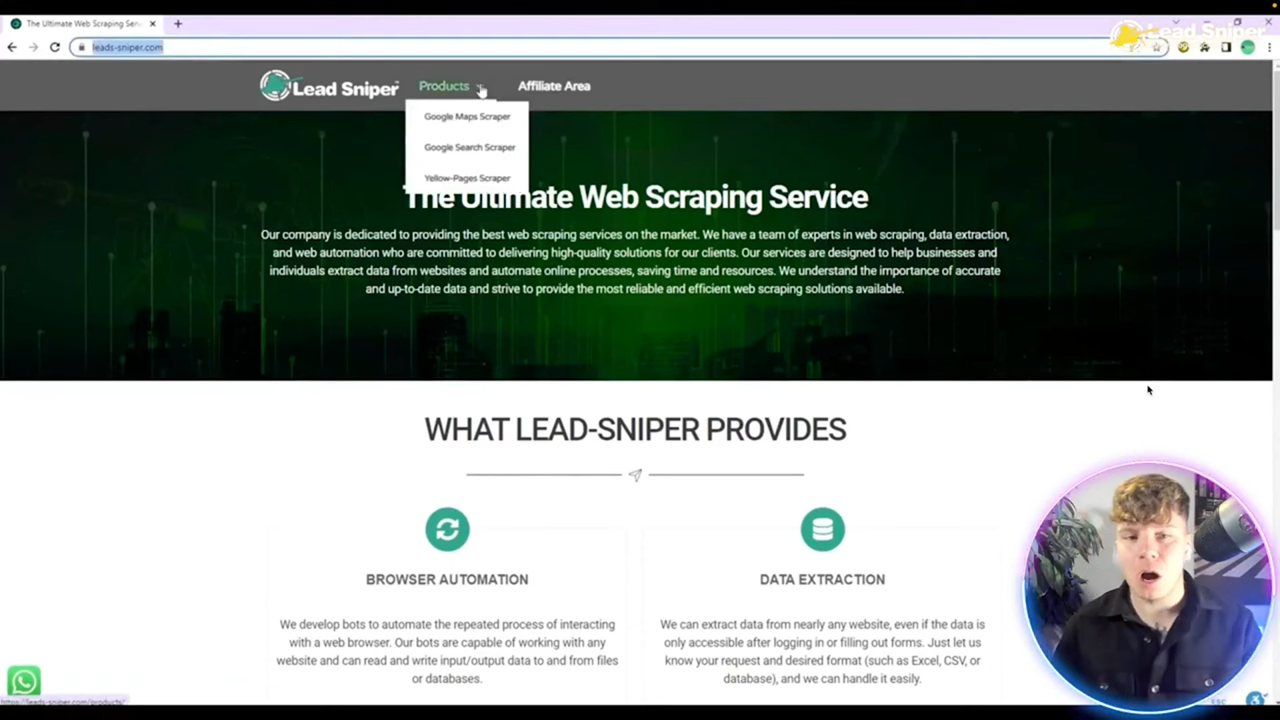 The Ultimate Web Scraping Serv
Lead Sniper
leads-sniper.com
Lead Sniper
Products
Affiliate Area
Google Maps Scraper
Google Search Scraper
Yellow-Pages Scraper
The Ultimate Web Scraping Service
Our company is dedicated to providing the best web scraping services on the market. We have a team of experts in web scraping, data extraction,
and web automation who are committed to delivering high-quality solutions for our clients. Our services are designed to help businesses and
individuals extract data from websites and automate online processes, saving time and resources. We understand the importance of accurate
and up-to-date data and strive to provide the most reliable and efficient web scraping solutions available.
WHAT LEAD-SNIPER PROVIDES
BROWSER AUTOMATION
We develop bots to automate the repeated process of interacting
with a web browser. Our bots are capable of working with any
website and can read and write input/output data to and from files
or databases.
DATA EXTRACTION
We can extract data from nearly any website, even if the data is
only accessible after logging in or filling out forms. Just let us
know your request and desired format (such as Excel, CSV, or
database), and we can handle it easily.
https://leads-sniper.com/products/